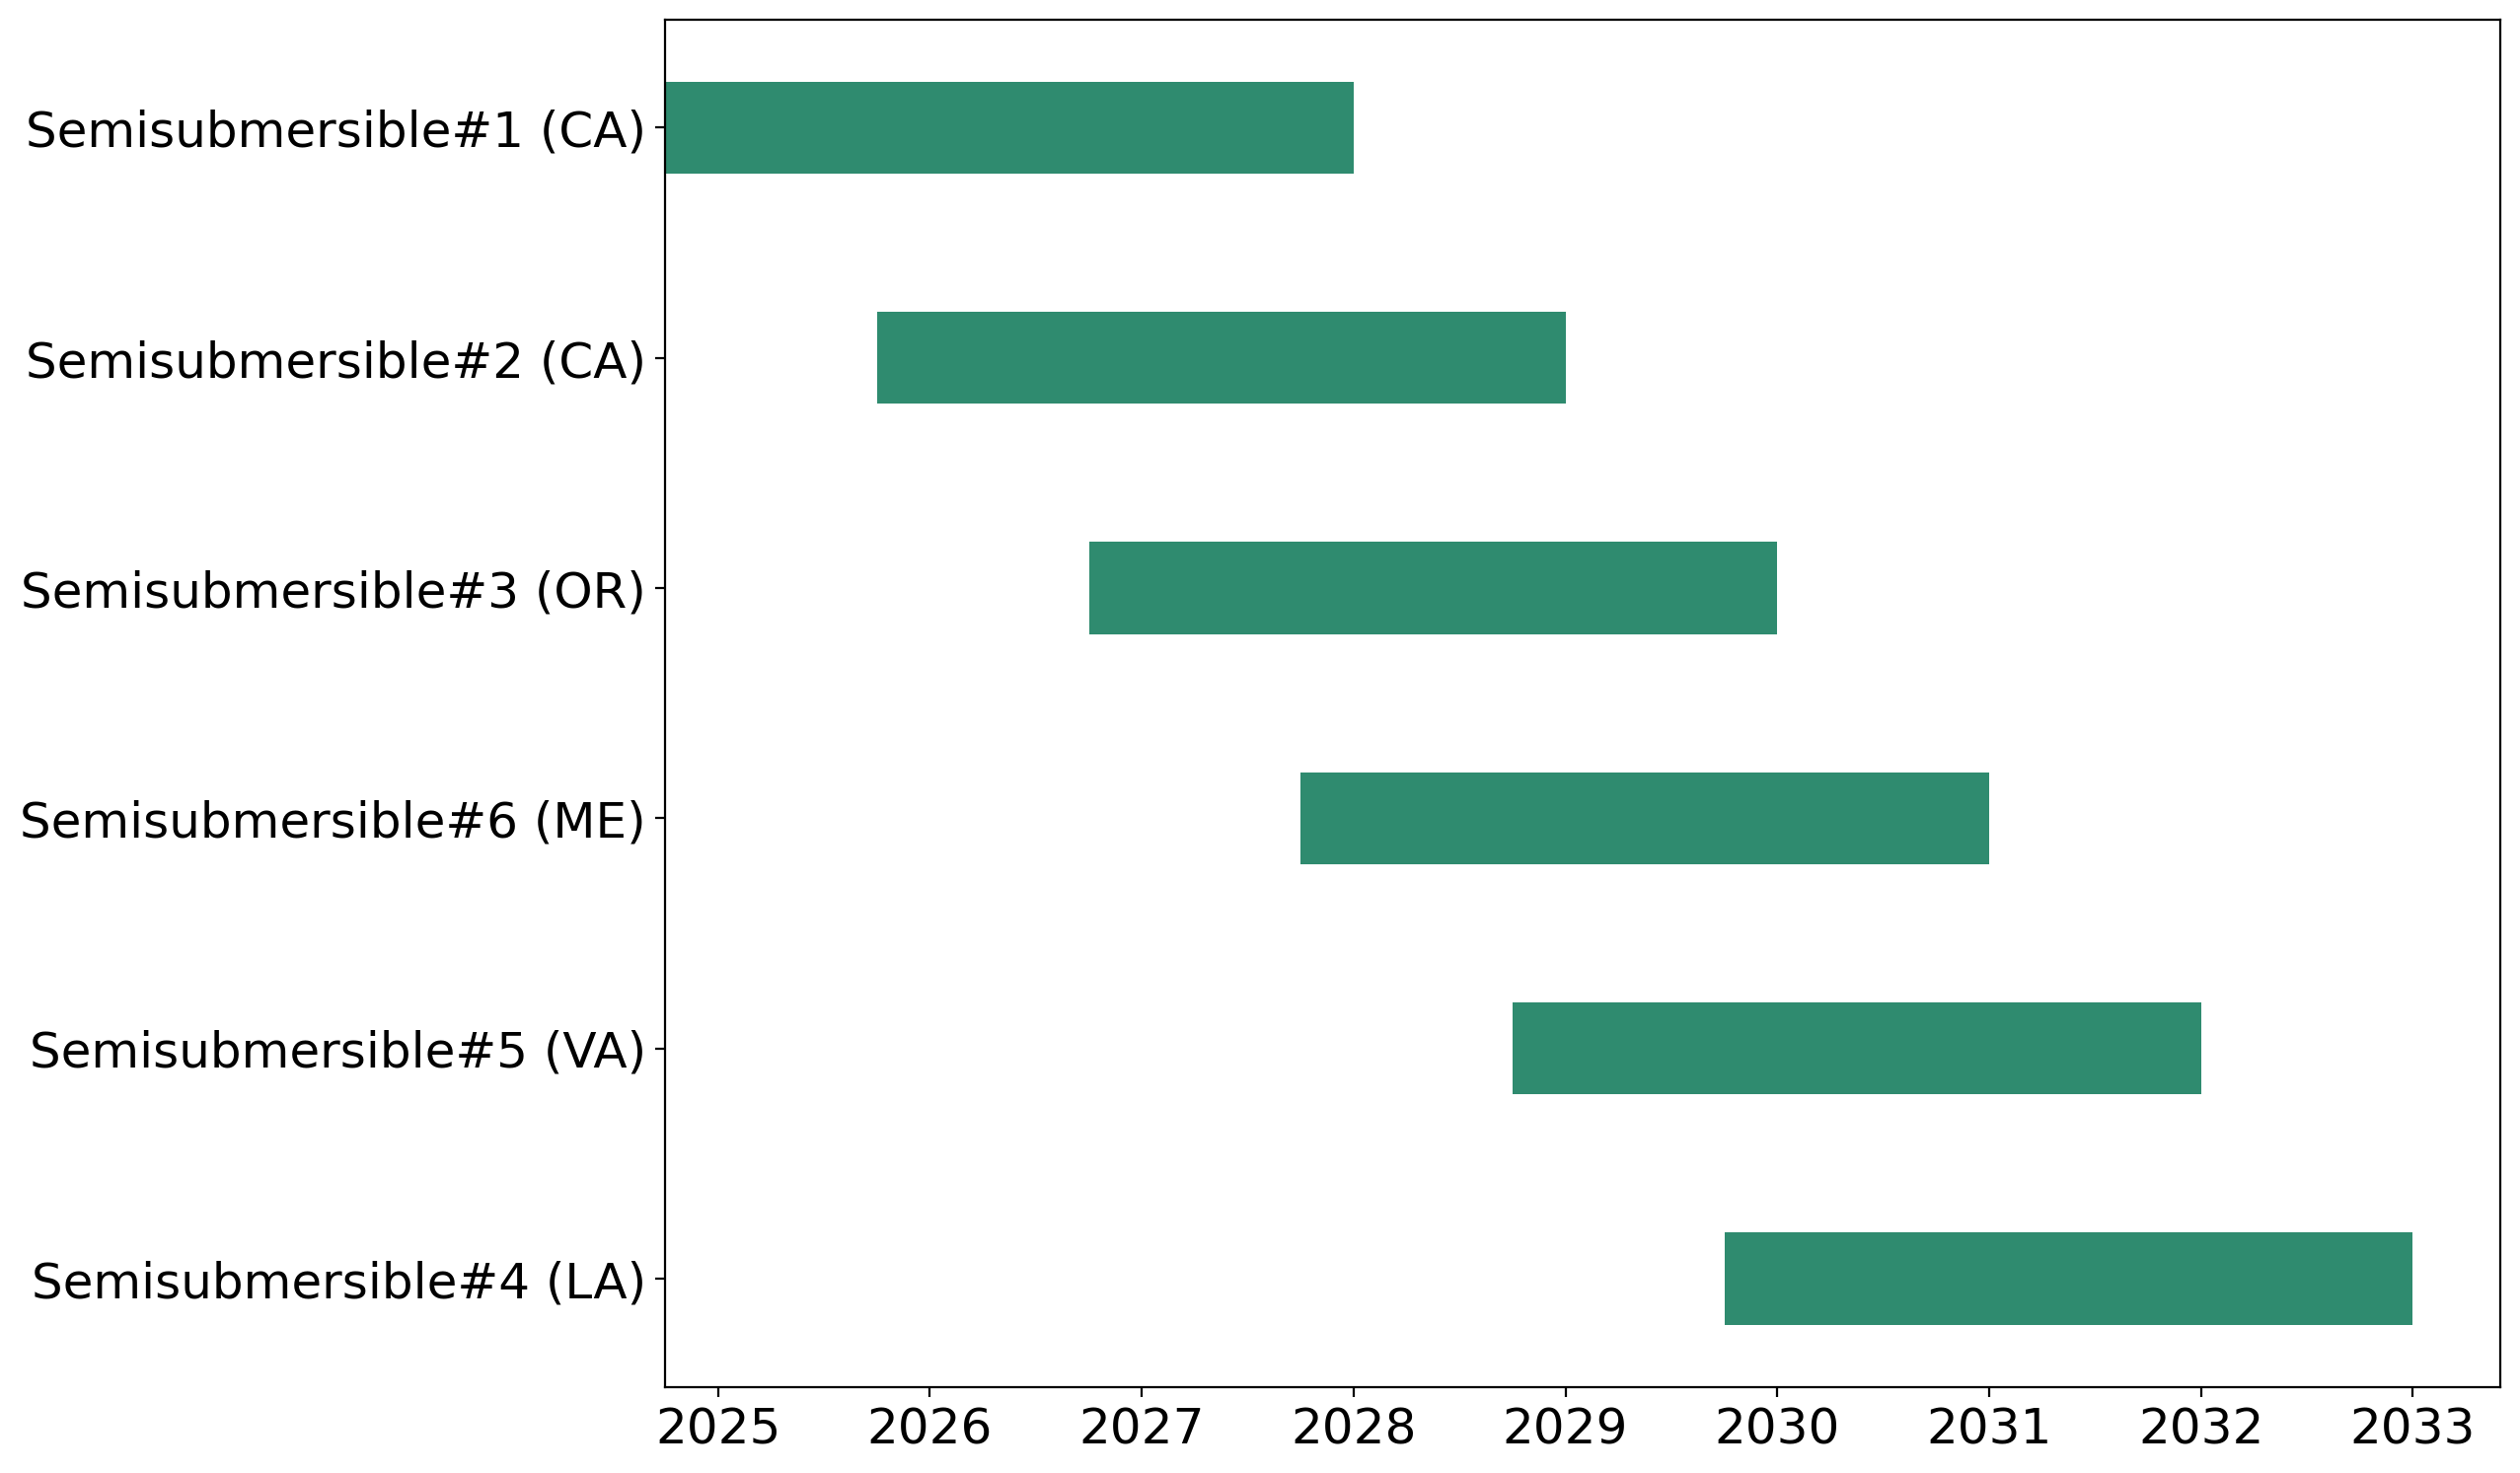 Semisubmersible#1 (CA)
Semisubmersible#2 (CA)
Semisubmersible#3 (OR)
Semisubmersible#6 (ME)
Semisubmersible#5 (VA)
Semisubmersible#4 (LA)
2025 2026 2027 2028 2029 2030 2031 2032 2033